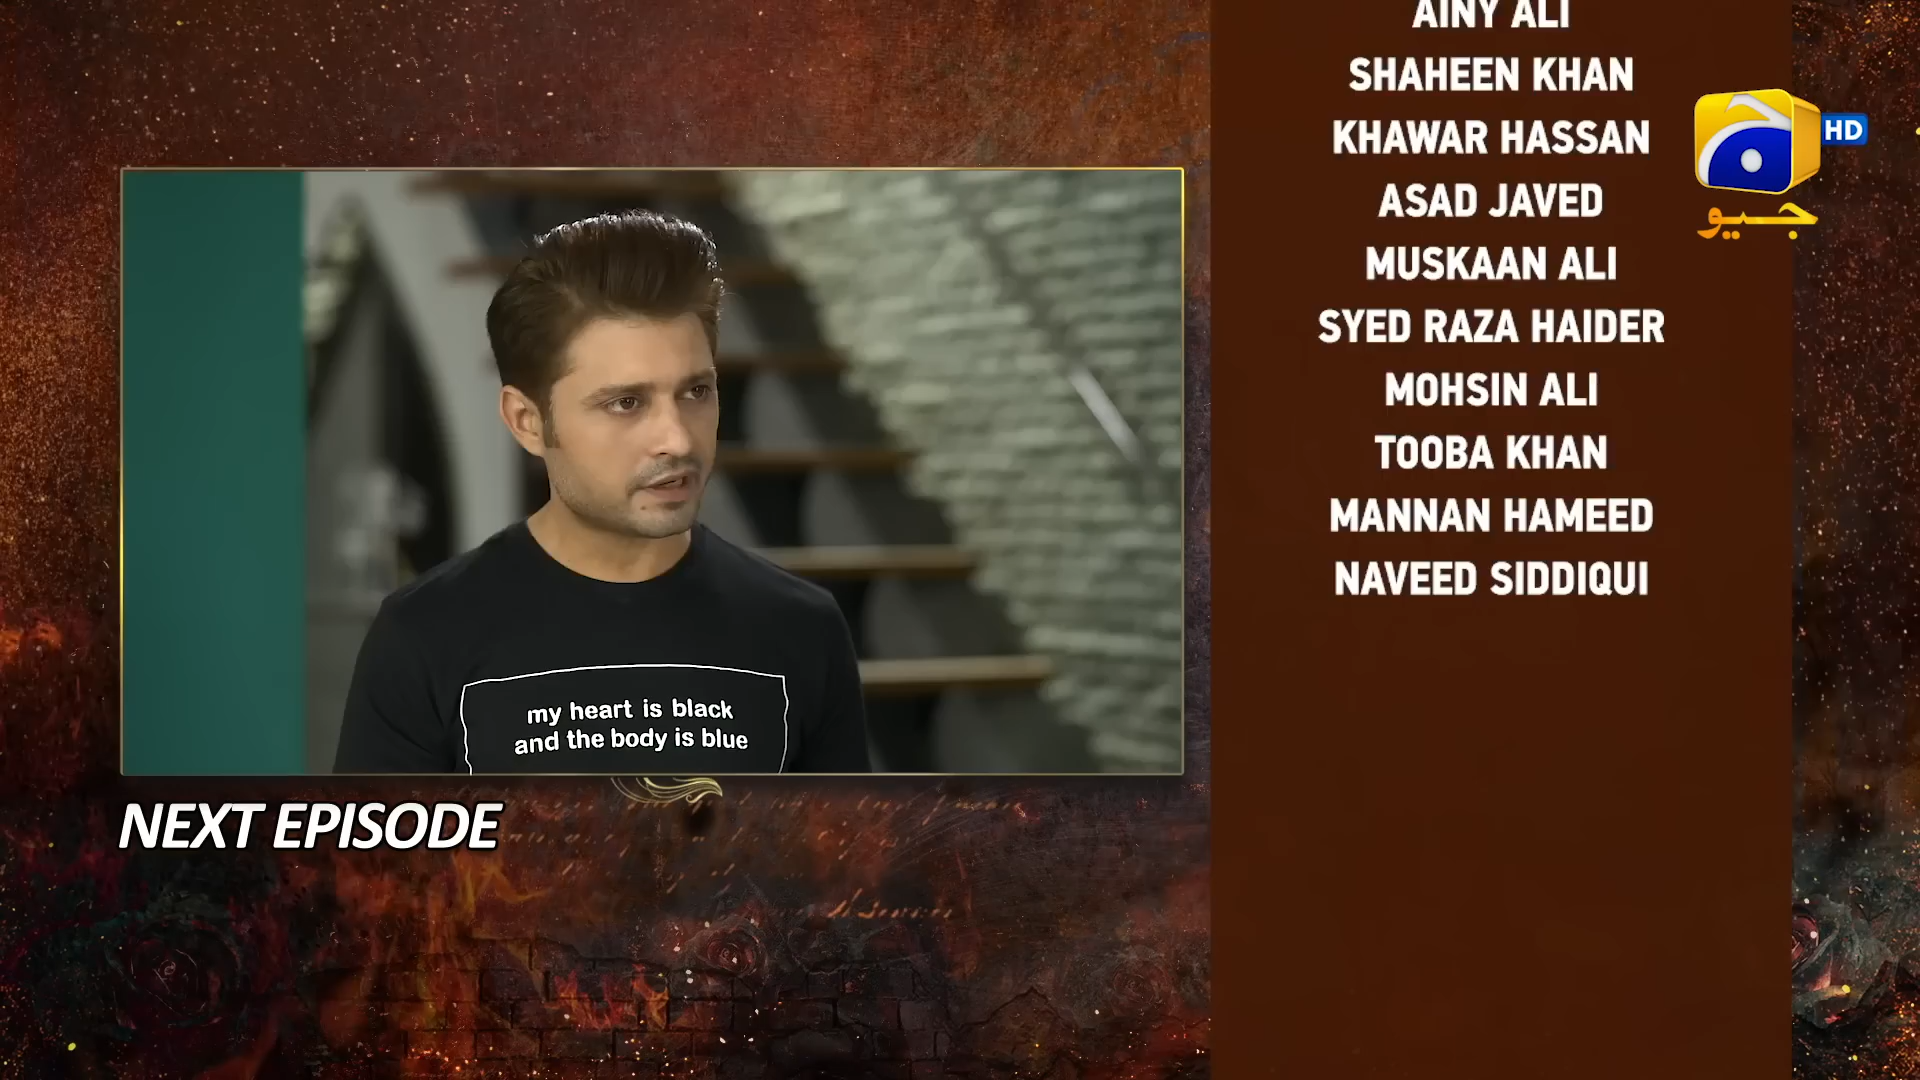 AINY ALI
SHAHEEN KHAN
KHAWAR HASSAN
ASAD JAVED
MUSKAAN ALI
SYED RAZA HAIDER
MOHSIN ALI
TOOBA KHAN
MANNAN HAMEED
NAVEED SIDDIQUI
HD
جیو
my heart is black
and the body is blue
NEXT EPISODE